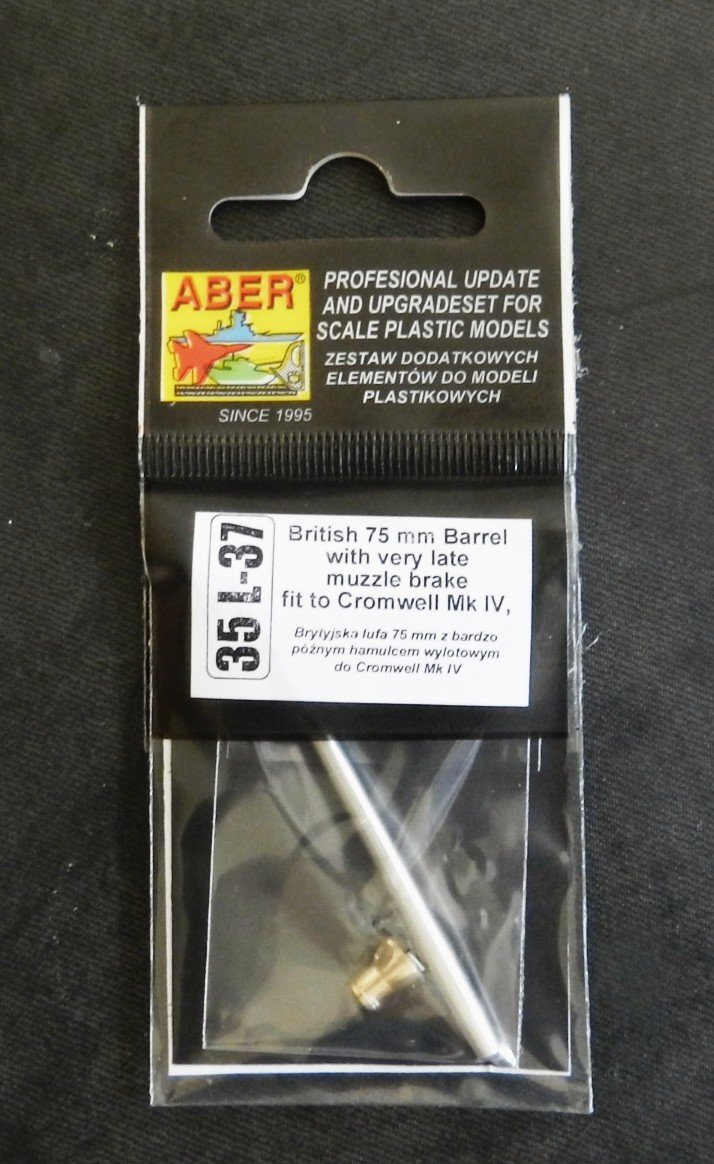 ABER®
PROFESIONAL UPDATE
AND UPGRADESET FOR
SCALE PLASTIC MODELS
ZESTAW DODATKOWYCH
ELEMENTÓW DO MODELI
PLASTIKOWYCH
SINCE 1995
35 L-37
British 75 mm Barrel
with very late
muzzle brake
fit to Cromwell Mk IV,
Brytyjska lufa 75 mm z bardzo
późnym hamulcem wylotowym
do Cromwell Mk IV